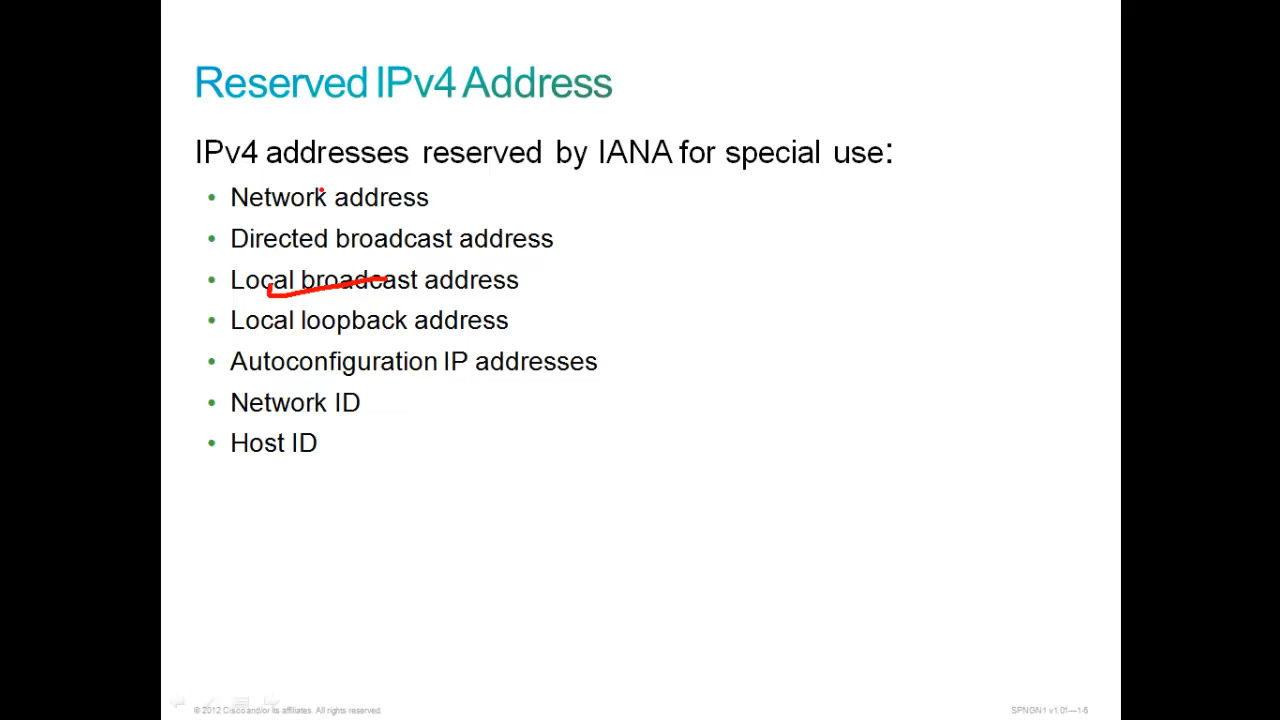 Reserved IPv4 Address
IPv4 addresses reserved by IANA for special use:
• Network address
• Directed broadcast address
• Local broadcast address
• Local loopback address
• Autoconfiguration IP addresses
• Network ID
• Host ID
© 2012 Cisco and/or its affiliates. All rights reserved.
SPNGN1 v1.01—1-6